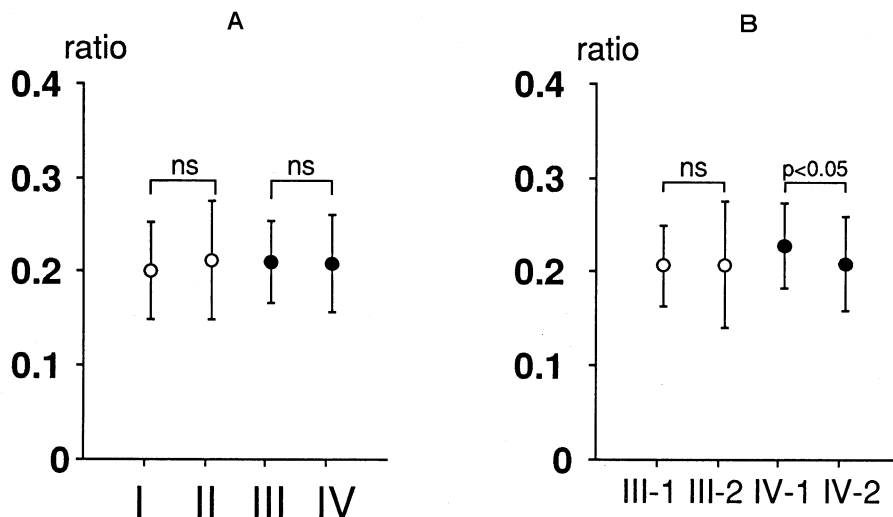 A
ratio
0.4
0.3
0.2
0.1
0
ns
ns
I II III IV
B
ratio
0.4
0.3
0.2
0.1
0
ns
p<0.05
III-1 III-2 IV-1 IV-2